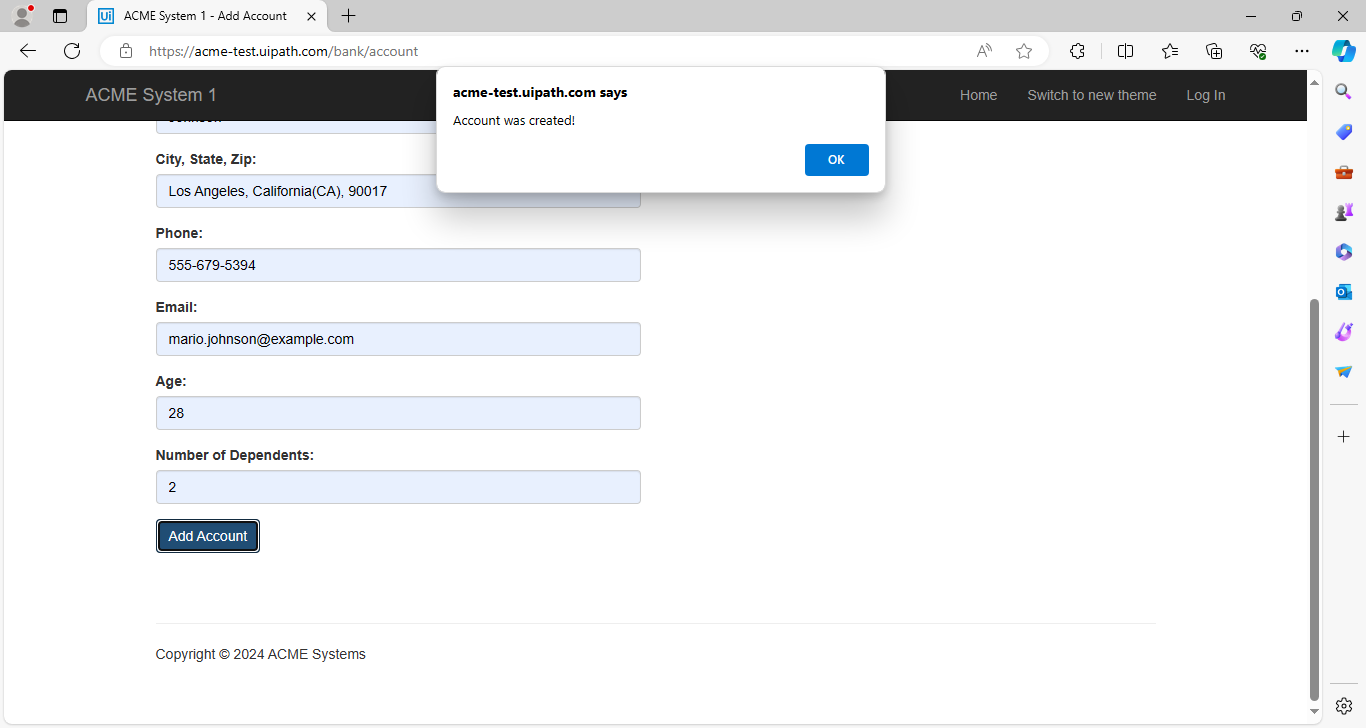 ACME System 1 - Add Account
https://acme-test.uipath.com/bank/account
acme-test.uipath.com says
Account was created!
OK
ACME System 1
Home
Switch to new theme
Log In
City, State, Zip:
Los Angeles, California(CA), 90017
Phone:
555-679-5394
Email:
mario.johnson@example.com
Age:
28
Number of Dependents:
2
Add Account
Copyright © 2024 ACME Systems